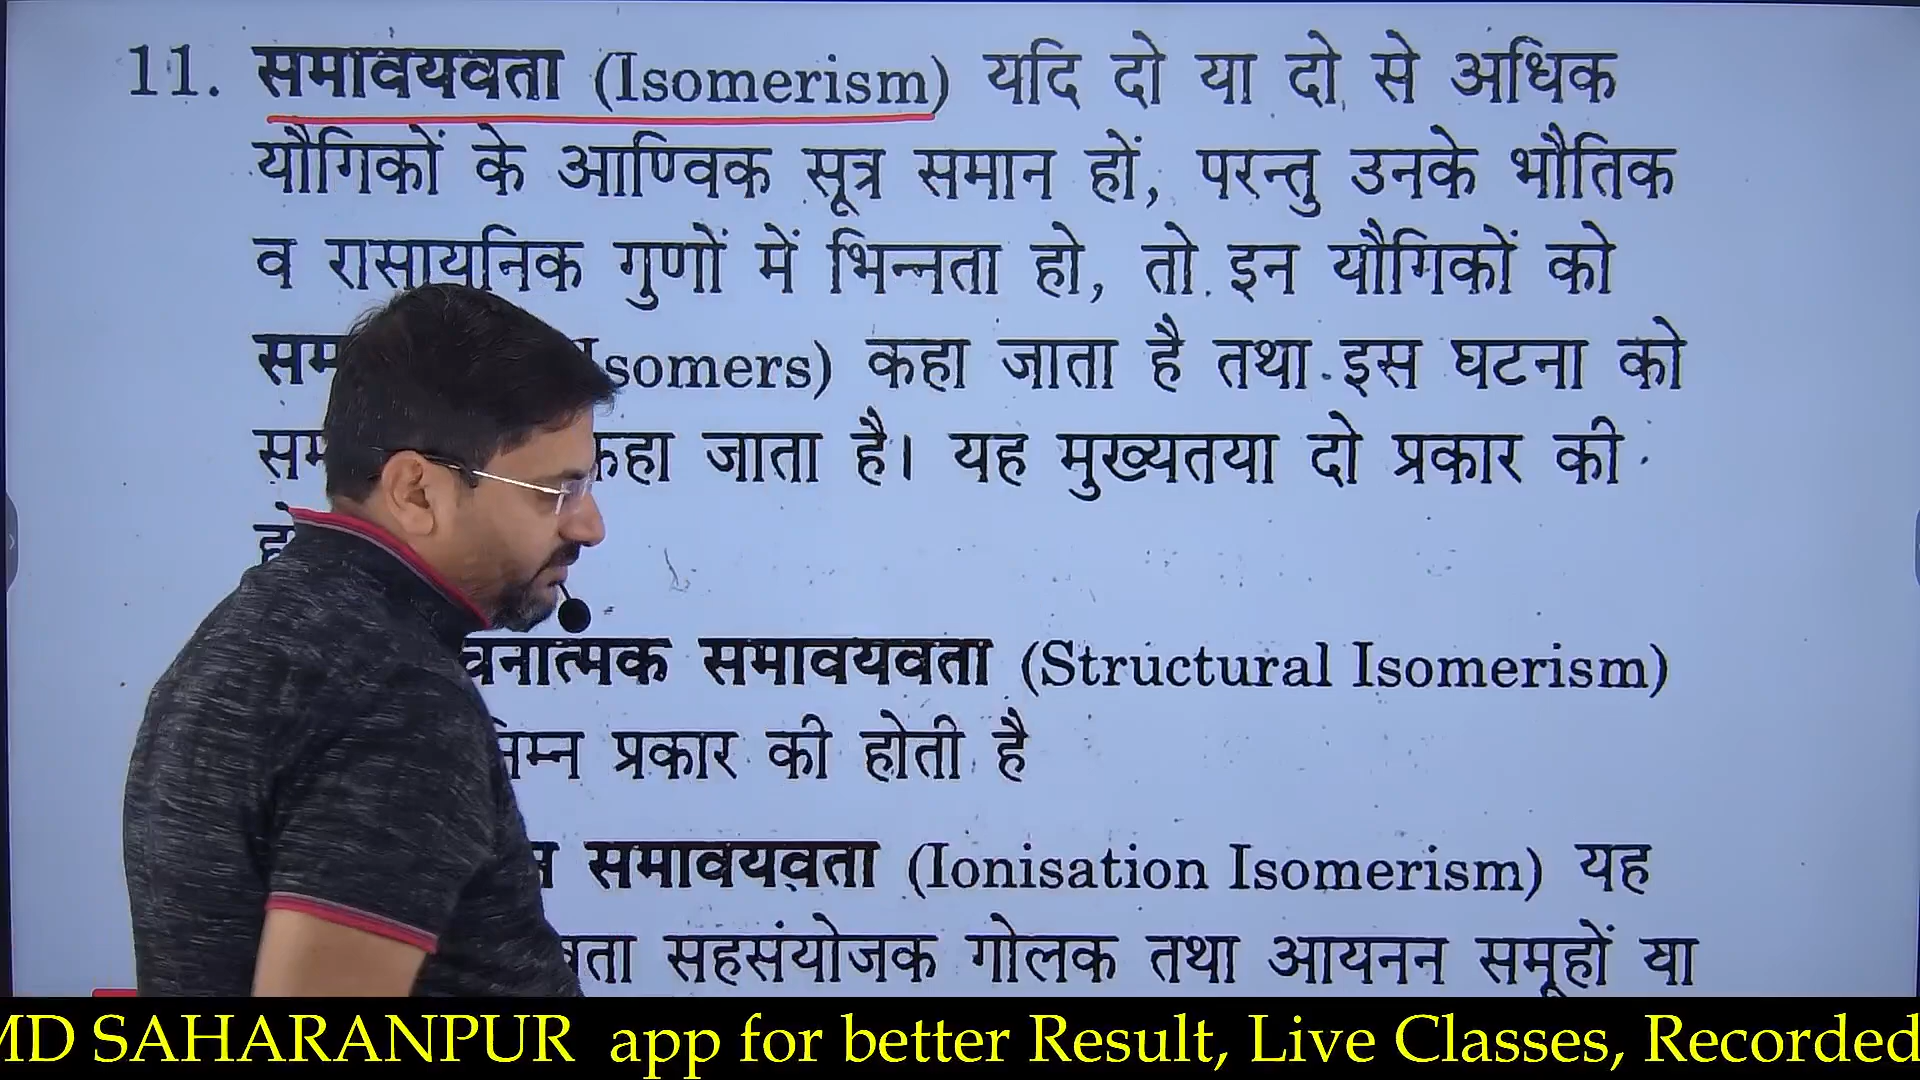 11. समावयवता (Isomerism) यदि दो या दो से अधिक
यौगिकों के आण्विक सूत्र समान हों, परन्तु उनके भौतिक
व रासायनिक गुणों में भिन्नता हो, तो इन यौगिकों को
कहा जाता है तथा इस घटना को
कहा जाता है। यह मुख्यतया दो प्रकार की
समावयवता (Structural Isomerism)
प्रकार की होती है
समावयवता (Ionisation Isomerism) यह
सहसंयोजक गोलक तथा आयनन समूहों या
MD SAHARANPUR app for better Result, Live Classes, Recorded